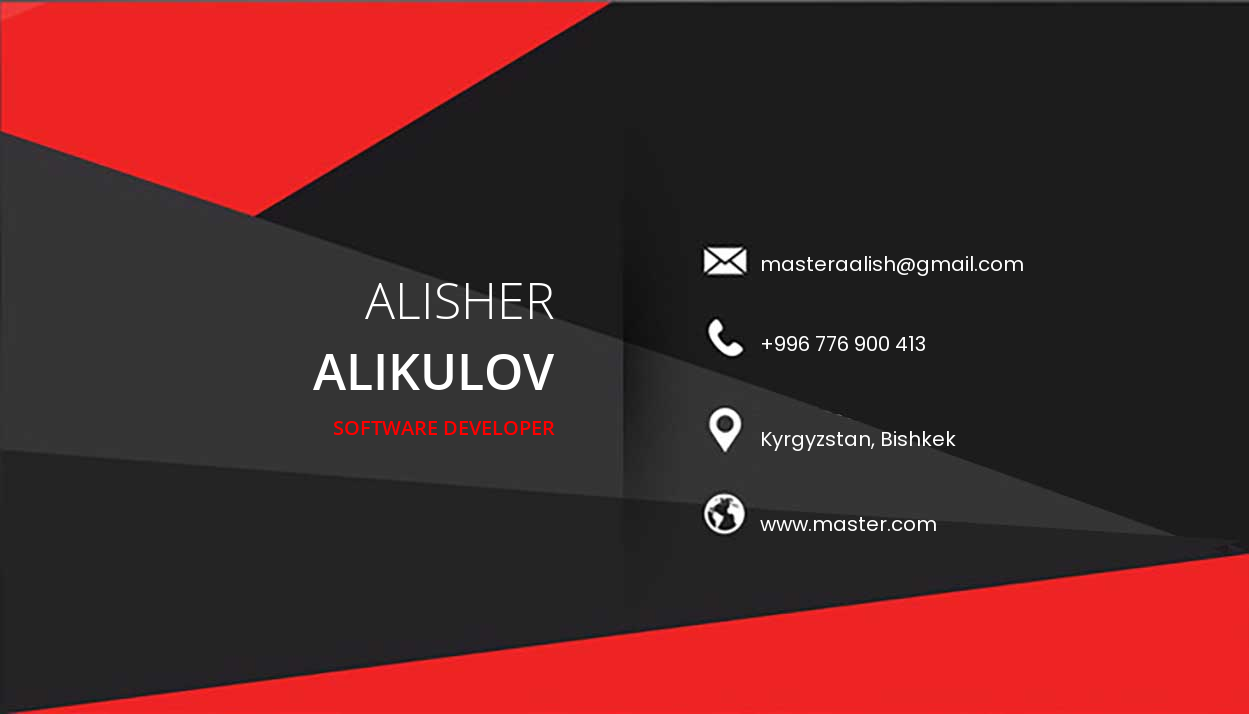 ALISHER
ALIKULOV
SOFTWARE DEVELOPER
masteraalish@gmail.com
+996 776 900 413
Kyrgyzstan, Bishkek
www.master.com